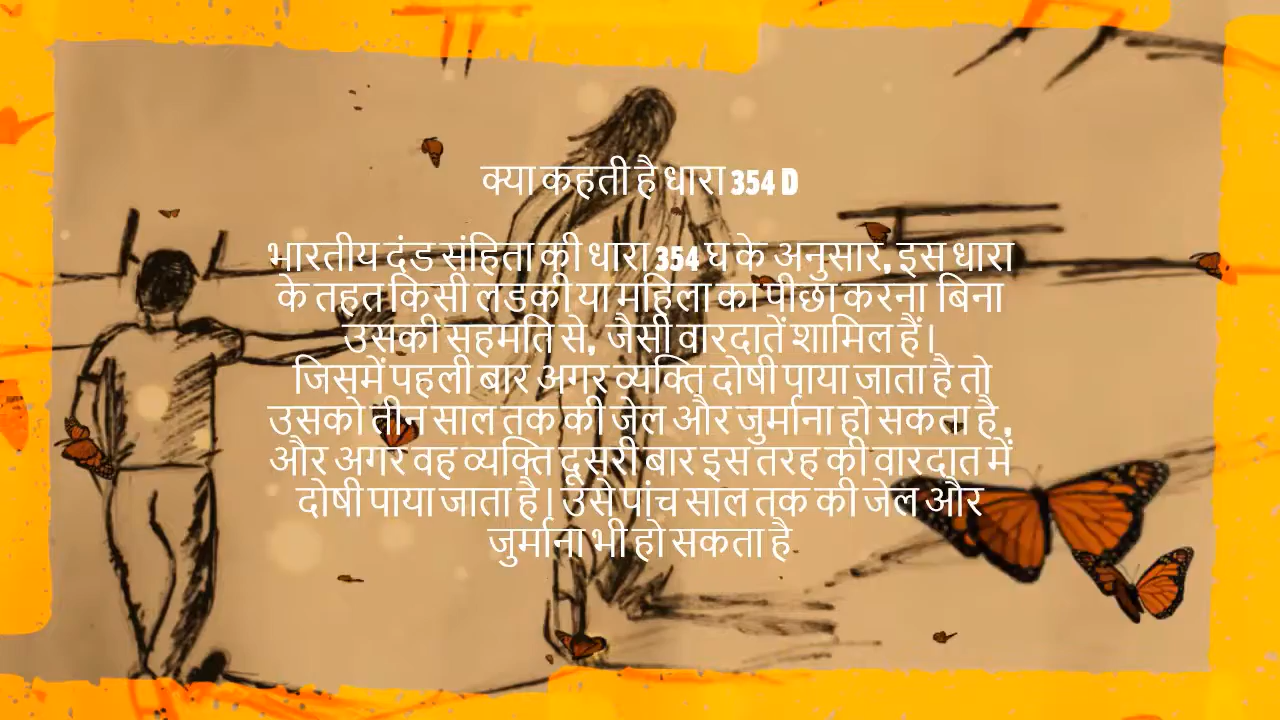 क्या कहती है धारा 354 D
भारतीय दंड संहिता की धारा 354 घ के अनुसार, इस धारा
के तहत किसी लडकी या महिला का पीछा करना बिना
उसकी सहमति से, जैसी वारदातें शामिल हैं।
जिसमें पहली बार अगर व्यक्ति दोषी पाया जाता है तो
उसको तीन साल तक की जेल और जुर्माना हो सकता है,
और अगर वह व्यक्ति दूसरी बार इस तरह की वारदात में
दोषी पाया जाता है। उसे पांच साल तक की जेल और
जुर्माना भी हो सकता है